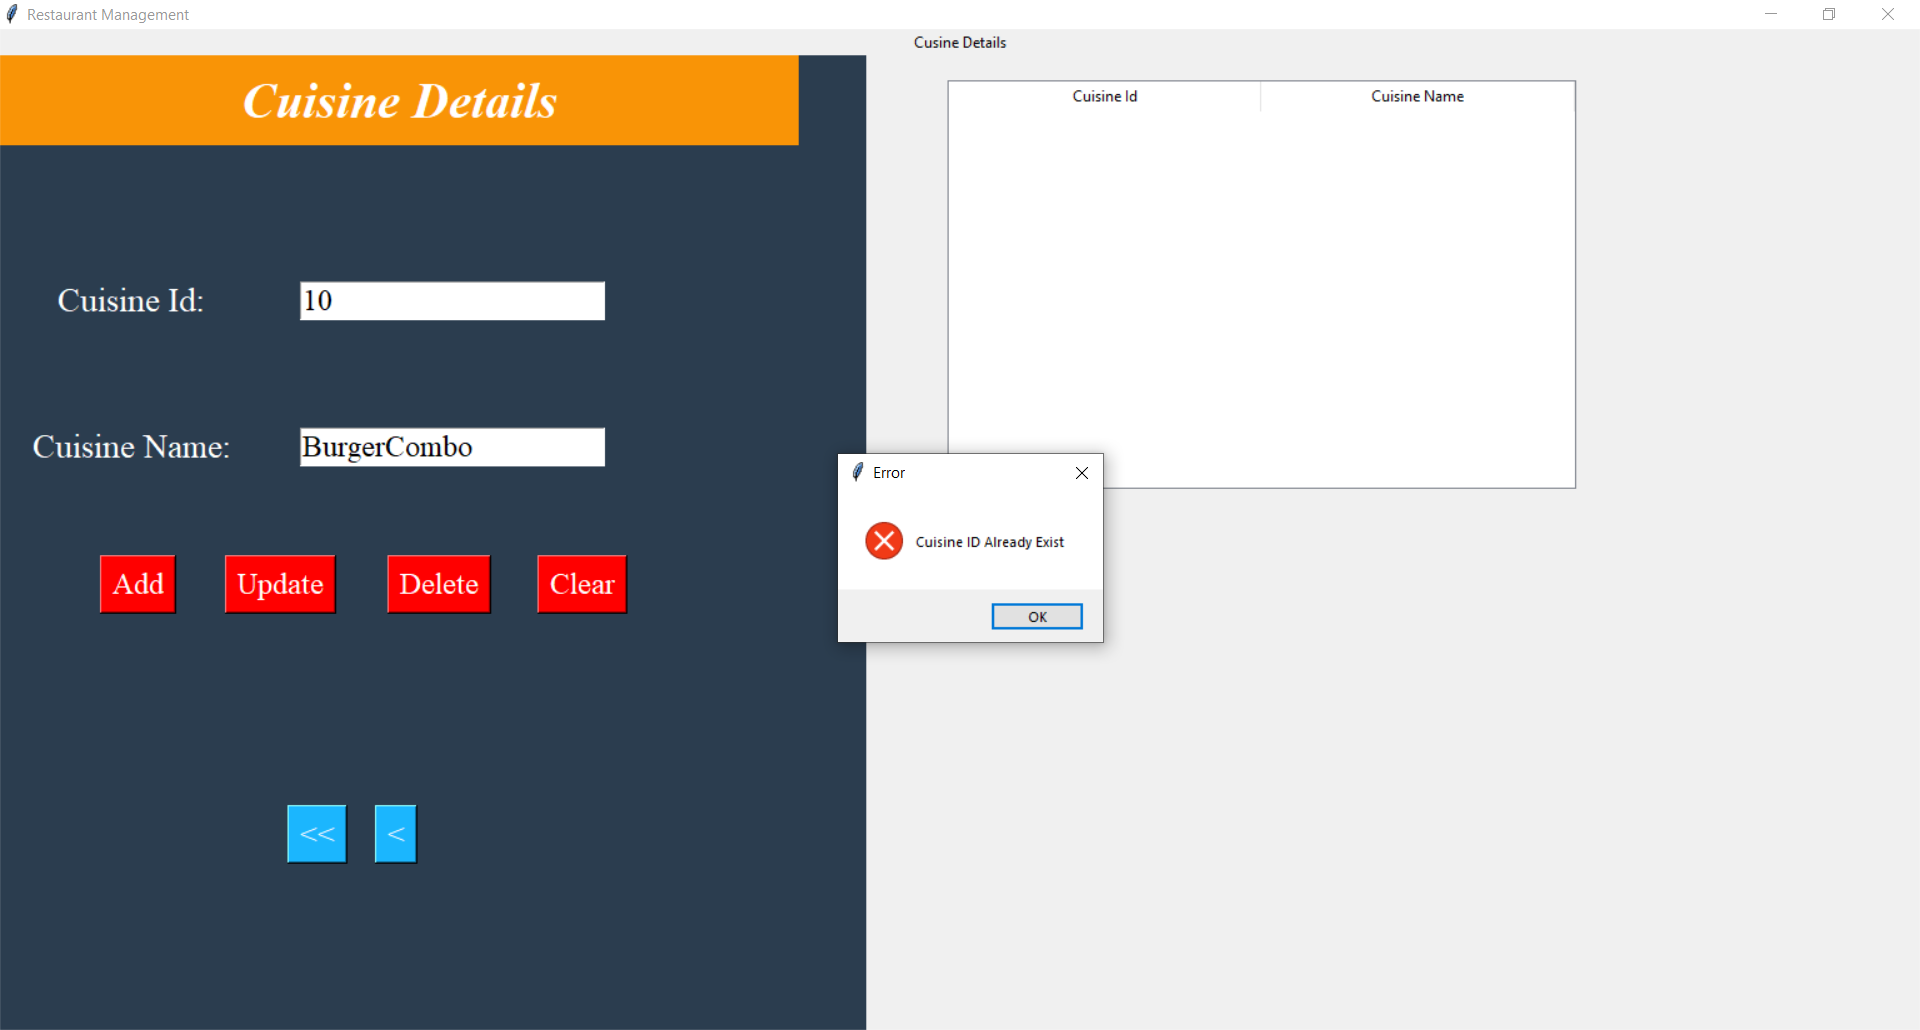 Restaurant Management
Cusine Details
Cuisine Details
Cuisine Id
Cuisine Name
Cuisine Id:
10
Cuisine Name:
BurgerCombo
Error
Cuisine ID Already Exist
OK
Add
Update
Delete
Clear
<<
<